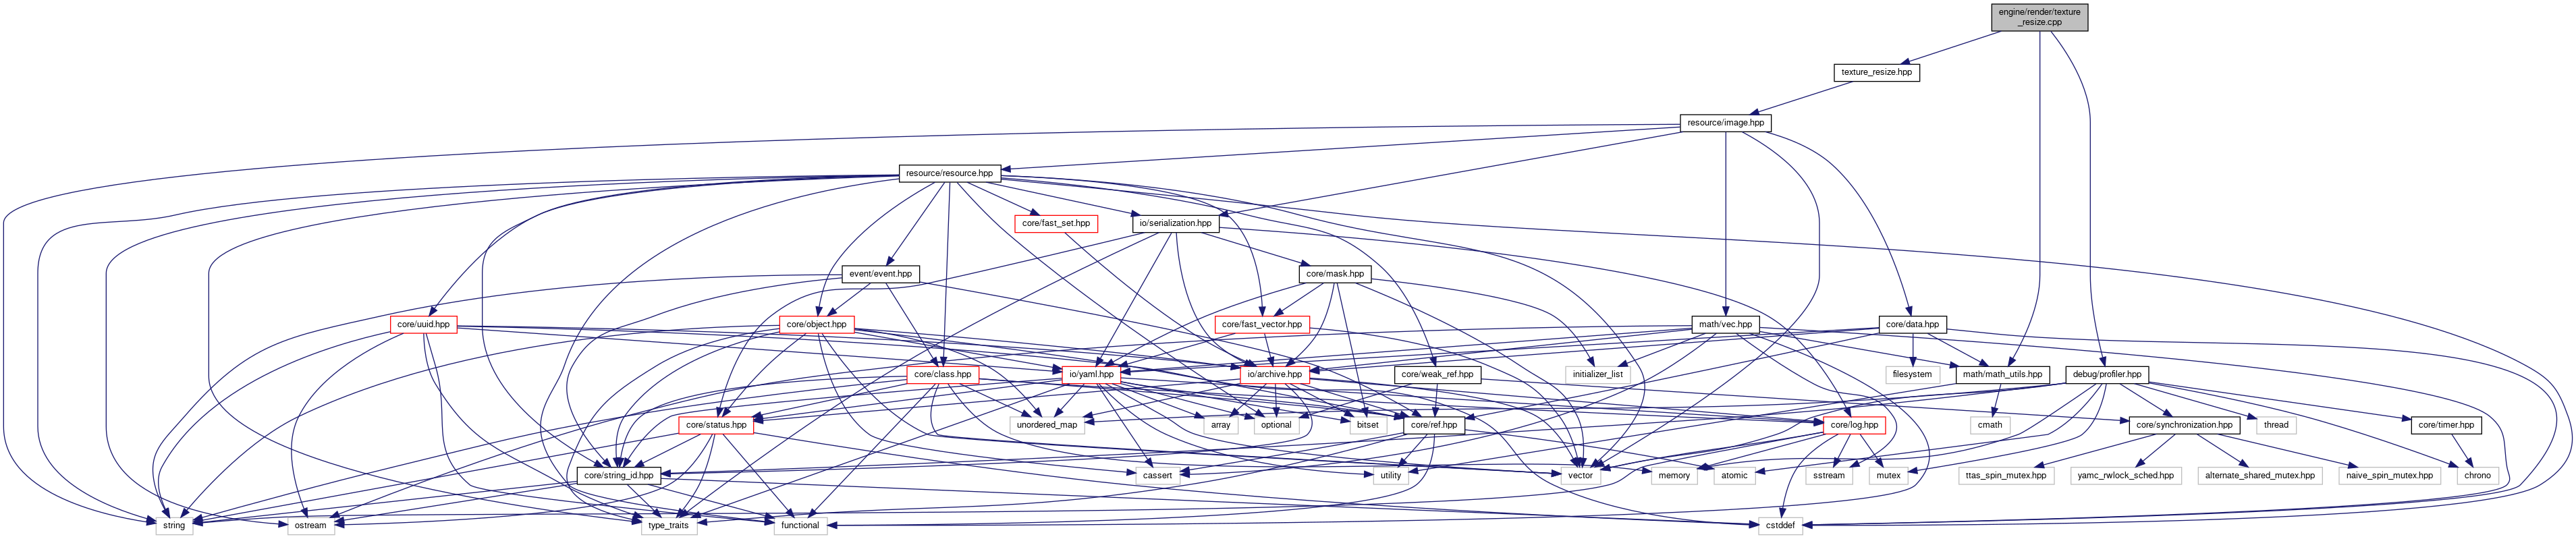 engine/render/texture
_resize.cpp
texture_resize.hpp
resource/image.hpp
resource/resource.hpp
core/fast_set.hpp
io/serialization.hpp
event/event.hpp
core/mask.hpp
core/uuid.hpp
core/object.hpp
core/fast_vector.hpp
math/vec.hpp
core/data.hpp
core/class.hpp
io/yaml.hpp
io/archive.hpp
core/weak_ref.hpp
initializer_list
filesystem
math/math_utils.hpp
debug/profiler.hpp
core/status.hpp
unordered_map
array
optional
bitset
core/ref.hpp
core/log.hpp
cmath
core/synchronization.hpp
thread
core/timer.hpp
core/string_id.hpp
cassert
utility
vector
memory
atomic
sstream
mutex
ttas_spin_mutex.hpp
yamc_rwlock_sched.hpp
alternate_shared_mutex.hpp
naive_spin_mutex.hpp
chrono
string
ostream
type_traits
functional
cstddef